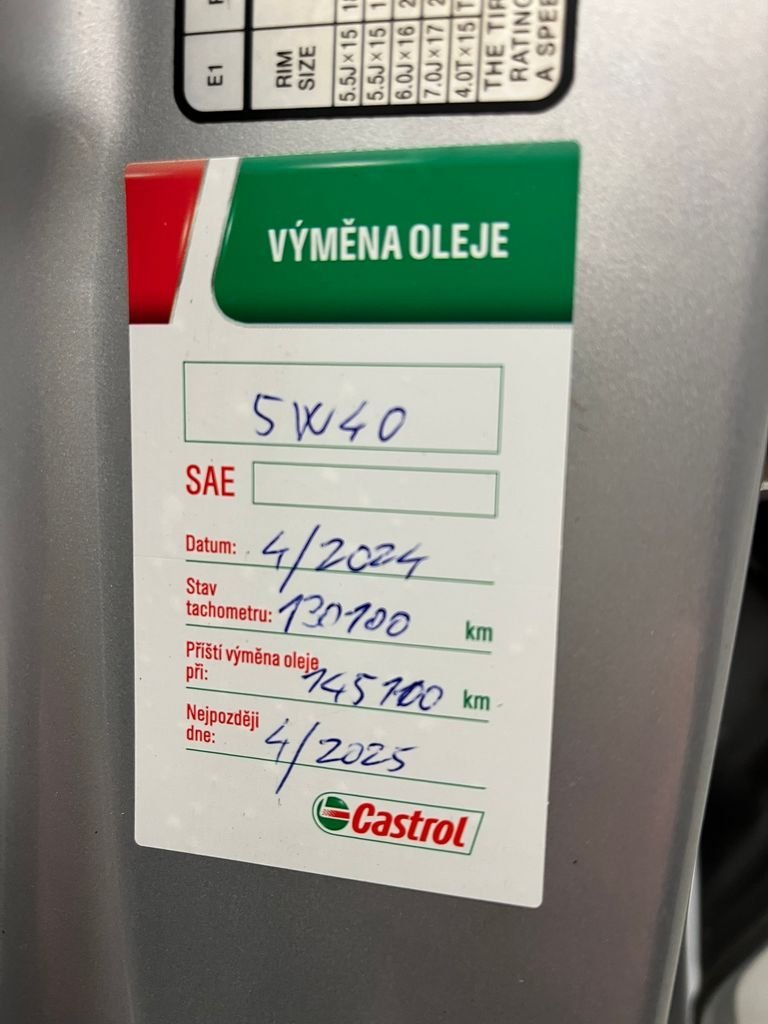 E1
RIM
SIZE
5.5J×15
5.5J×15
6.0J×16
7.0J×17
4.0T×15
THE TIR
RATING
A SPEE
VÝMĚNA OLEJE
5W40
SAE
Datum: 4/2024
Stav
tachometru: 130100 km
Příští výměna oleje
při: 145100 km
Nejpozději
dne: 4/2025
Castrol